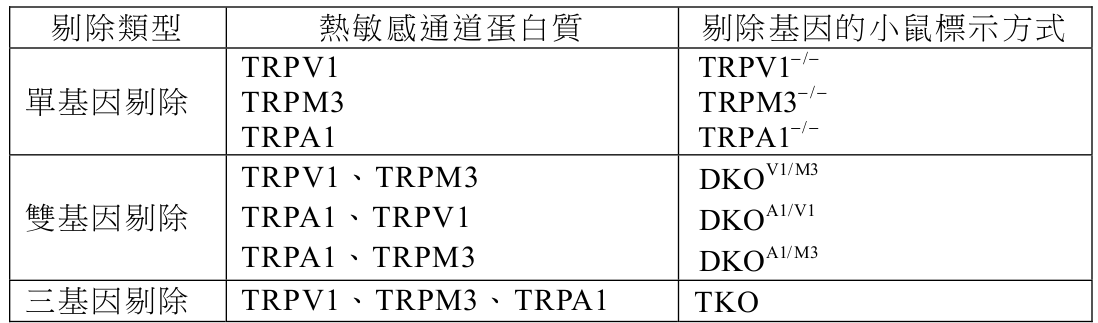 剔除類型 熱敏感通道蛋白質 剔除基因的小鼠標示方式
單基因剔除 TRPV1 TRPV1⁻/⁻
TRPM3 TRPM3⁻/⁻
TRPA1 TRPA1⁻/⁻
雙基因剔除 TRPV1、TRPM3 DKO^V1/M3
TRPA1、TRPV1 DKO^A1/V1
TRPA1、TRPM3 DKO^A1/M3
三基因剔除 TRPV1、TRPM3、TRPA1 TKO